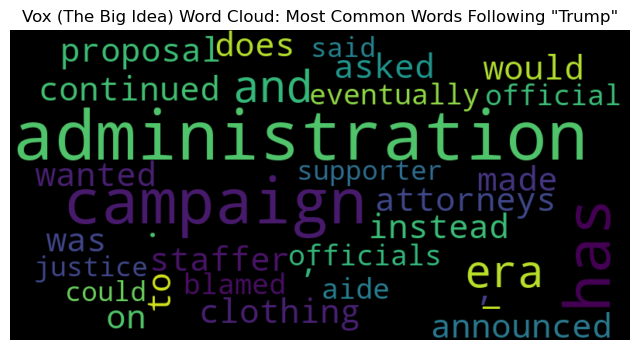 Vox (The Big Idea) Word Cloud: Most Common Words Following "Trump"
proposal does said asked would
continued and eventually official
administration
wanted supporter made
campaign attorneys
instead has
was . staffer officials era
justice , blamed aide , _
could to clothing
on announced